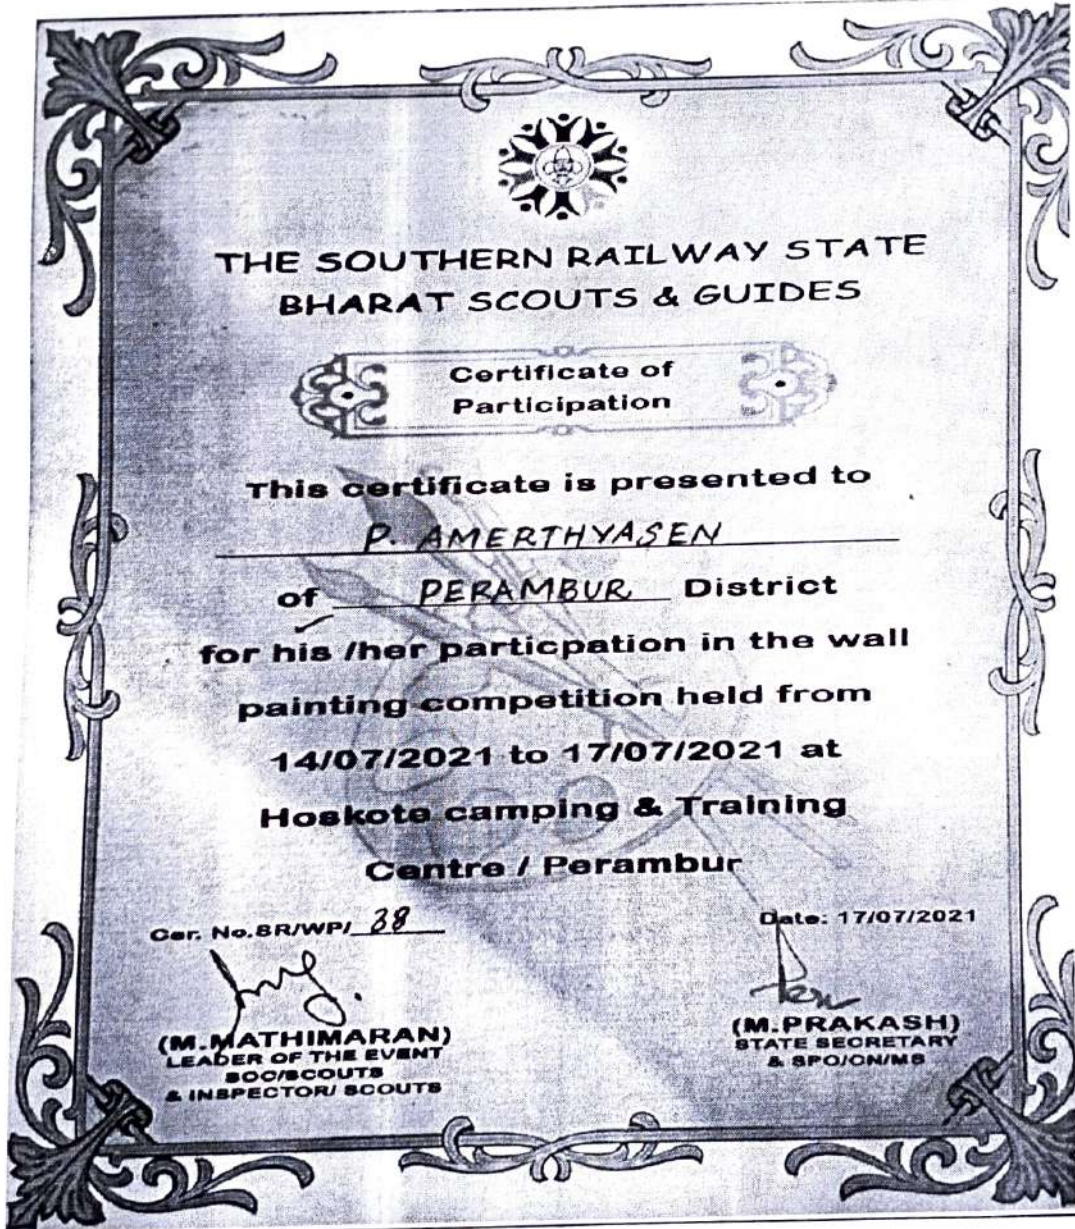 THE SOUTHERN RAILWAY STATE
BHARAT SCOUTS & GUIDES
Certificate of
Participation
This certificate is presented to
P. AMERTHYASEN
of PERAMBUR District
for his /her particpation in the wall
painting competition held from
14/07/2021 to 17/07/2021 at
Hoskote camping & Training
Centre / Perambur
Cer. No.SR/WP/ 38
Date: 17/07/2021
(M.MATHIMARAN)
LEADER OF THE EVENT
SOC/SCOUTS
& INSPECTOR/ SCOUTS
(M.PRAKASH)
STATE SECRETARY
& SPO/CN/MS